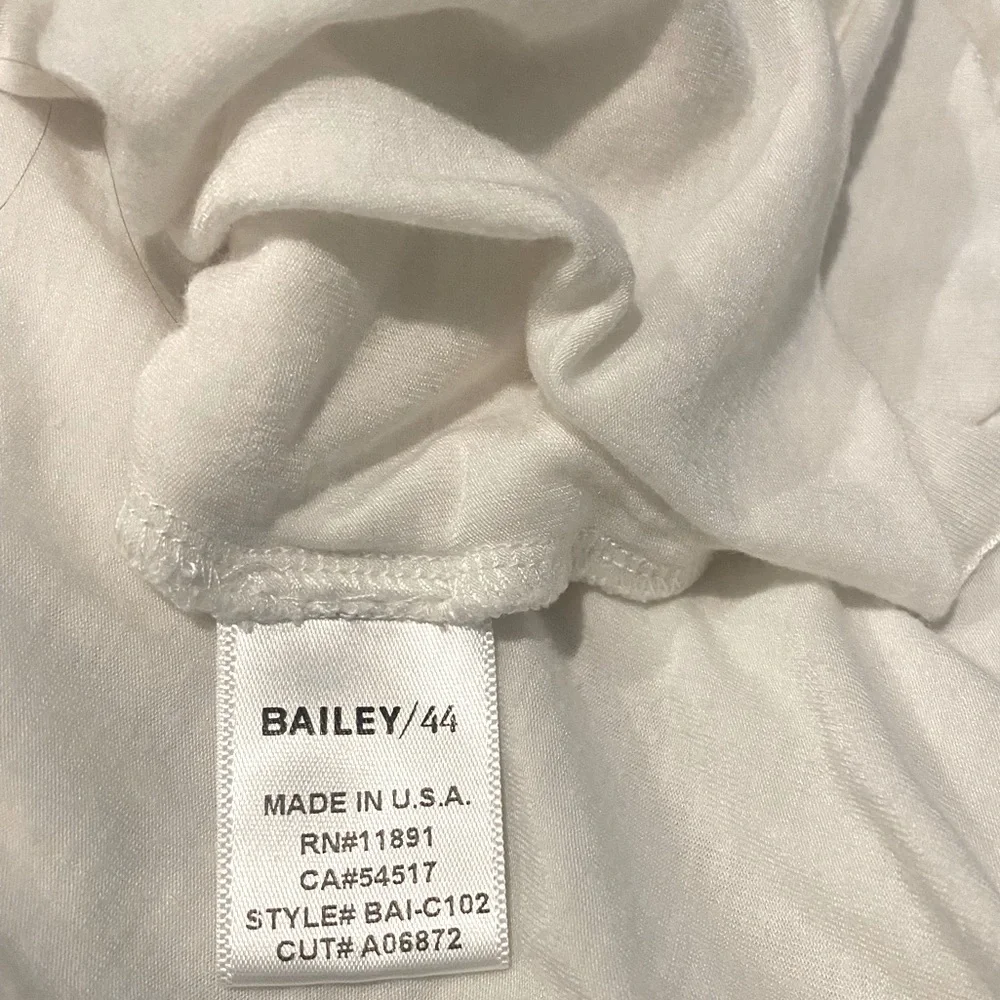 BAILEY/44
MADE IN U.S.A.
RN#11891
CA#54517
STYLE# BAI-C102
CUT# A06872